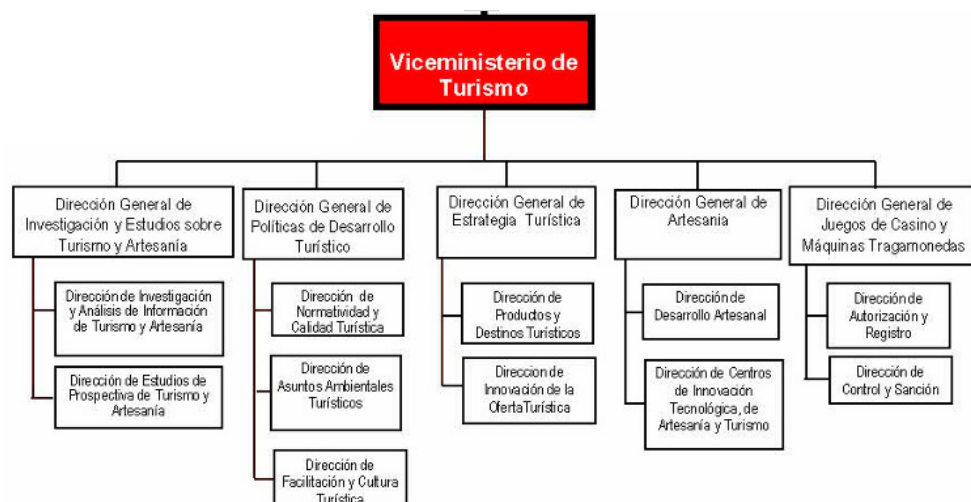 Viceministerio de
Turismo
Dirección General de
Investigación y Estudios sobre
Turismo y Artesanía
Dirección de Investigación
y Análisis de Información
de Turismo y Artesanía
Dirección de Estudios de
Prospectiva de Turismo y
Artesanía
Dirección General de
Políticas de Desarrollo
Turístico
Dirección de
Normatividad y
Calidad Turística
Dirección de
Asuntos Ambientales
Turísticos
Dirección de
Facilitación y Cultura
Turística
Dirección General de
Estrategia Turística
Dirección de
Productos y
Destinos Turísticos
Direccion de
Innovación de la
Oferta Turística
Dirección General de
Artesania
Dirección de
Desarrollo Artesanal
Dirección de Centros
de Innovación
Tecnológica, de
Artesanía y Turismo
Dirección General de
Juegos de Casino y
Máquinas Tragamonedas
Dirección de
Autorización y
Registro
Dirección de
Control y Sanción